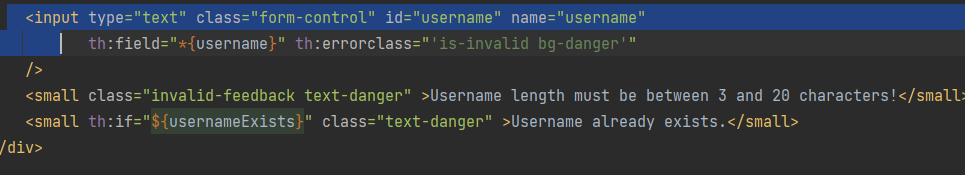 <input type="text" class="form-control" id="username" name="username"
th:field="*{username}" th:errorclass="'is-invalid bg-danger'"
/>
<small class="invalid-feedback text-danger" >Username length must be between 3 and 20 characters!</small>
<small th:if="${usernameExists}" class="text-danger" >Username already exists.</small>
/div>